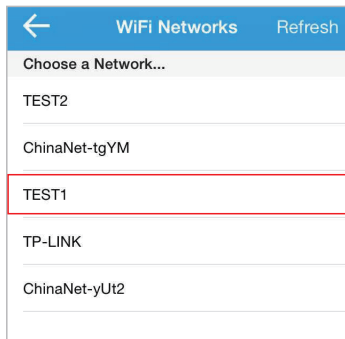 WiFi Networks Refresh
Choose a Network...
TEST2
ChinaNet-tgYM
TEST1
TP-LINK
ChinaNet-yUt2